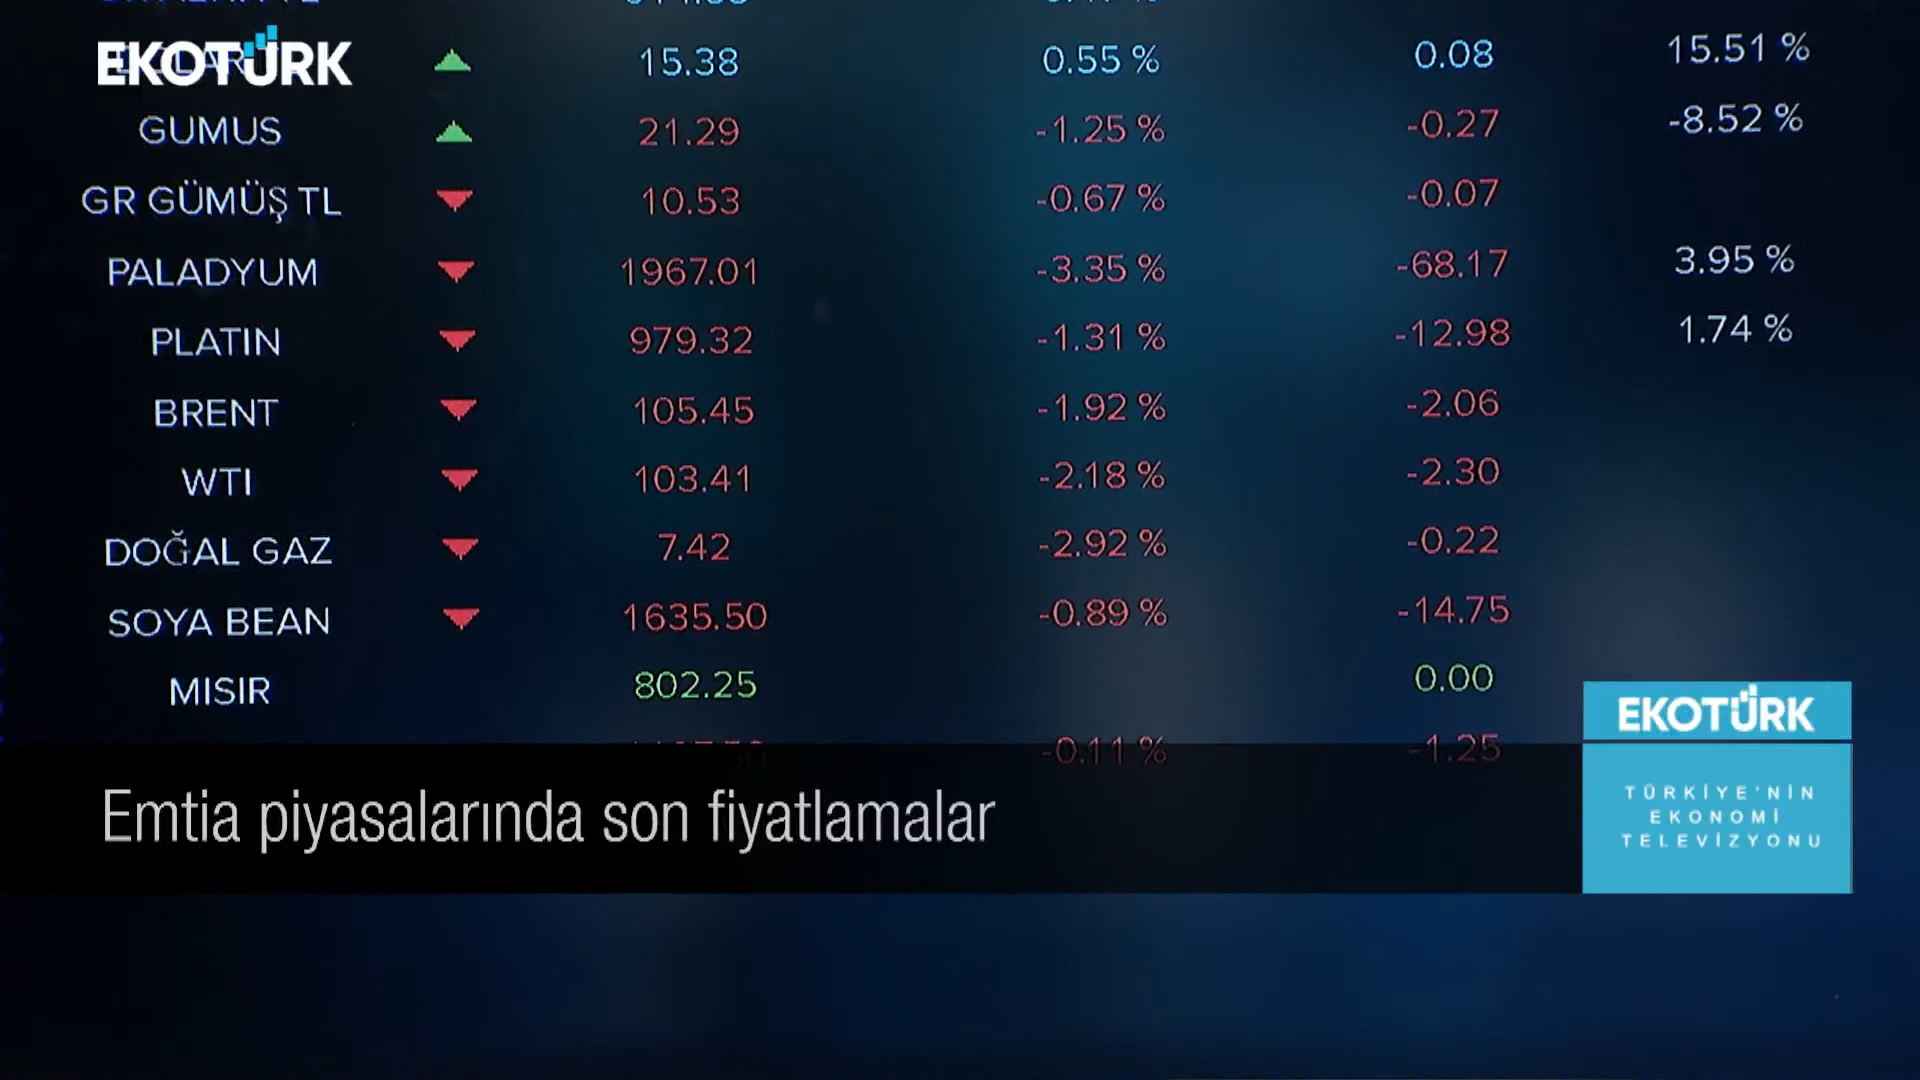 EKOTÜRK
15.38 0.55 % 0.08 15.51 %
GUMUS 21.29 -1.25 % -0.27 -8.52 %
GR GÜMÜŞ TL 10.53 -0.67 % -0.07
PALADYUM 1967.01 -3.35 % -68.17 3.95 %
PLATIN 979.32 -1.31 % -12.98 1.74 %
BRENT 105.45 -1.92 % -2.06
WTI 103.41 -2.18 % -2.30
DOĞAL GAZ 7.42 -2.92 % -0.22
SOYA BEAN 1635.50 -0.89 % -14.75
MISIR 802.25 0.00
-0.11 % -1.25
EKOTÜRK
Emtia piyasalarında son fiyatlamalar
TÜRKİYE'NİN
EKONOMİ
TELEVİZYONU